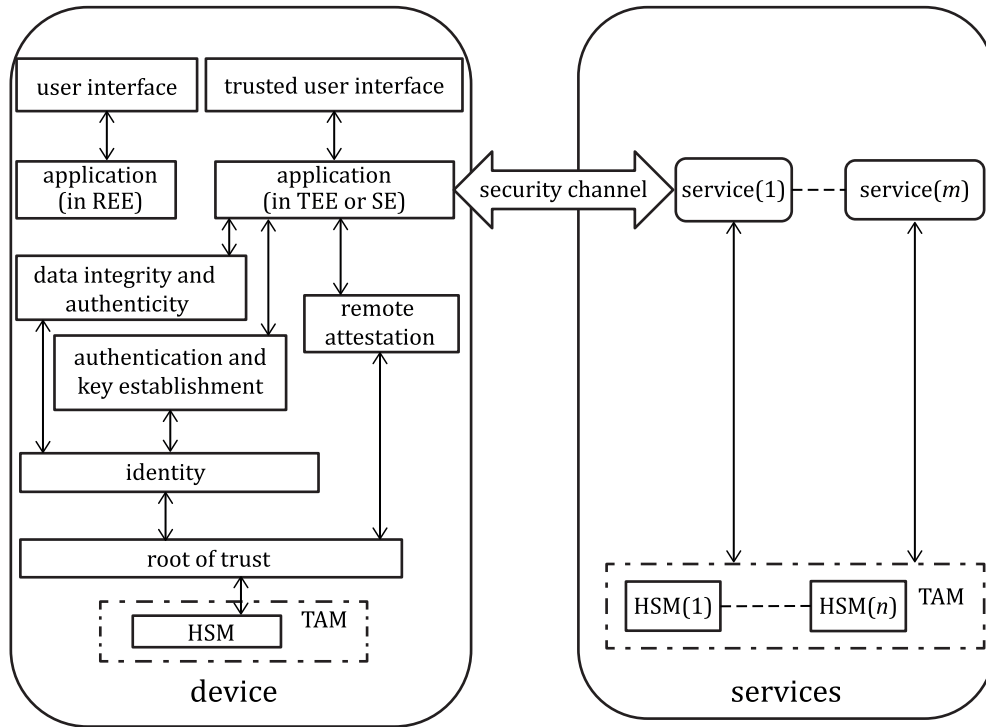 user interface
trusted user interface
application
(in REE)
application
(in TEE or SE)
security channel
service(1)
service(m)
data integrity and
authenticity
remote
attestation
authentication and
key establishment
identity
root of trust
TAM
HSM
device
HSM(1)
HSM(n)
TAM
services